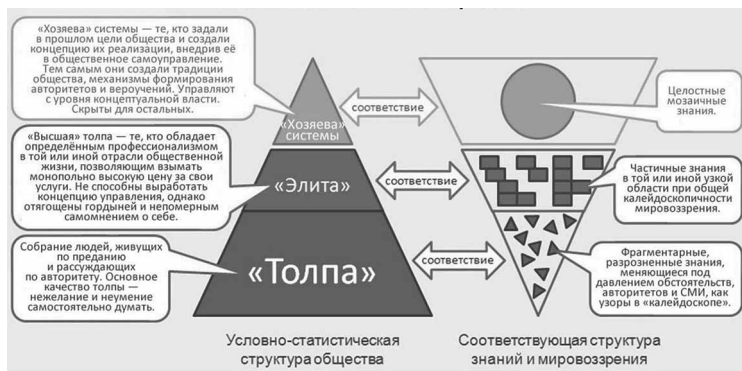 «Хозяева» системы — те, кто задали
в прошлом цели общества и создали
концепцию их реализации, внедрив её
в общественное самоуправление.
Тем самым они создали традиции
общества, механизмы формирования
авторитетов и вероучений. Управляют
с уровня концептуальной власти.
Скрыты для остальных.
«Хозяева»
системы
соответствие
Целостные
мозаичные
знания.
«Высшая» толпа — те, кто обладает
определённым профессионализмом
в той или иной отрасли общественной
жизни, позволяющим взымать
монопольно высокую цену за свои
услуги. Не способны выработать
концепцию управления, однако
отягощены гордыней и непомерным
самомнением о себе.
«Элита»
соответствие
Частичные знания
в той или иной узкой
области при общей
калейдоскопичности
мировоззрения.
Собрание людей, живущих
по преданию
и рассуждающих
по авторитету. Основное
качество толпы —
нежелание и неумение
самостоятельно думать.
«Толпа»
соответствие
Фрагментарные,
разрозненные знания,
меняющиеся под
давлением обстоятельств,
авторитетов и СМИ, как
узоры в «калейдоскопе».
Условно-статистическая
структура общества
Соответствующая структура
знаний и мировоззрения